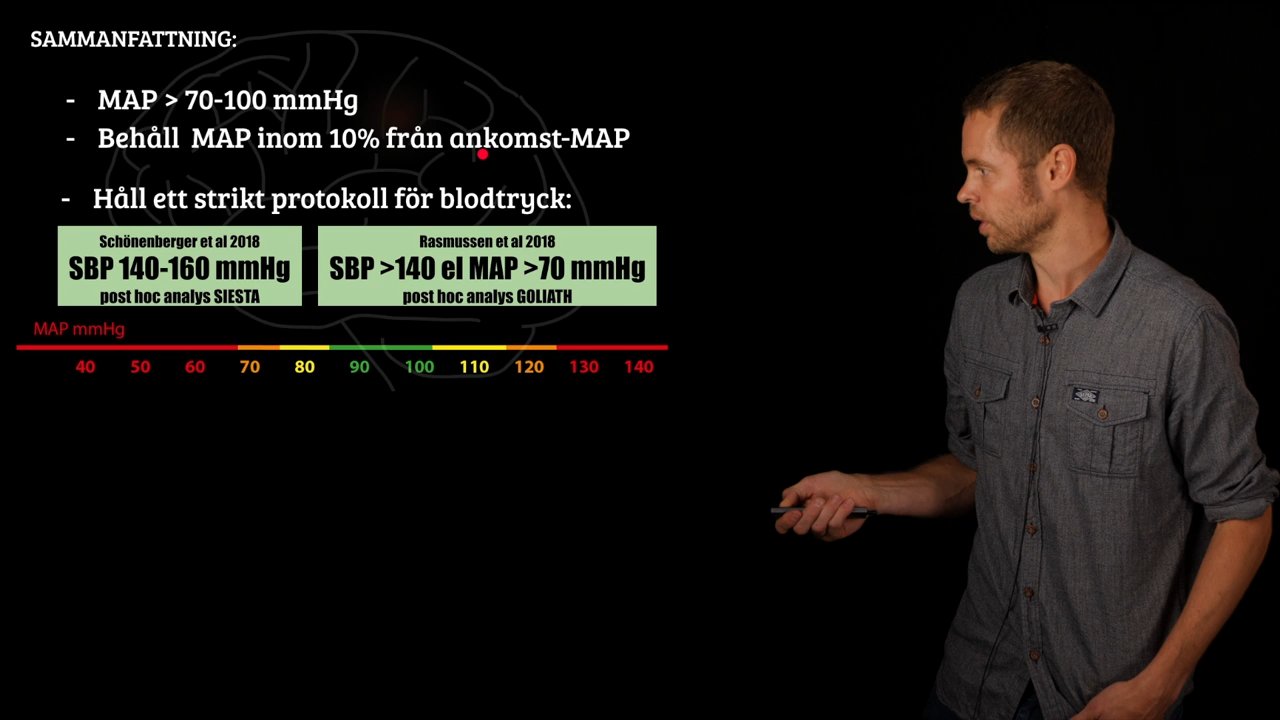 SAMMANFATTNING:
- MAP > 70-100 mmHg
- Behåll MAP inom 10% från ankomst-MAP
- Håll ett strikt protokoll för blodtryck:
Schönenberger et al 2018
SBP 140-160 mmHg
post hoc analys SIESTA
Rasmussen et al 2018
SBP >140 el MAP >70 mmHg
post hoc analys GOLIATH
MAP mmHg
40 50 60 70 80 90 100 110 120 130 140